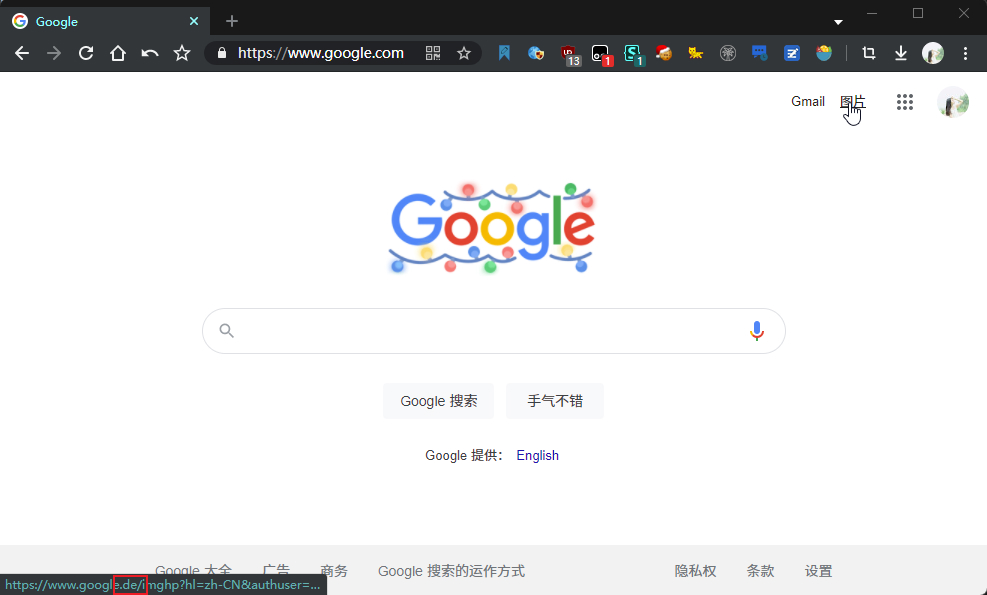 Google
https://www.google.com
13
1
1
Gmail 图片
Google
Google 搜索 手气不错
Google 提供： English
Google 大全 广告 商务 Google 搜索的运作方式 隐私权 条款 设置
https://www.google.de/imghp?hl=zh-CN&authuser=...